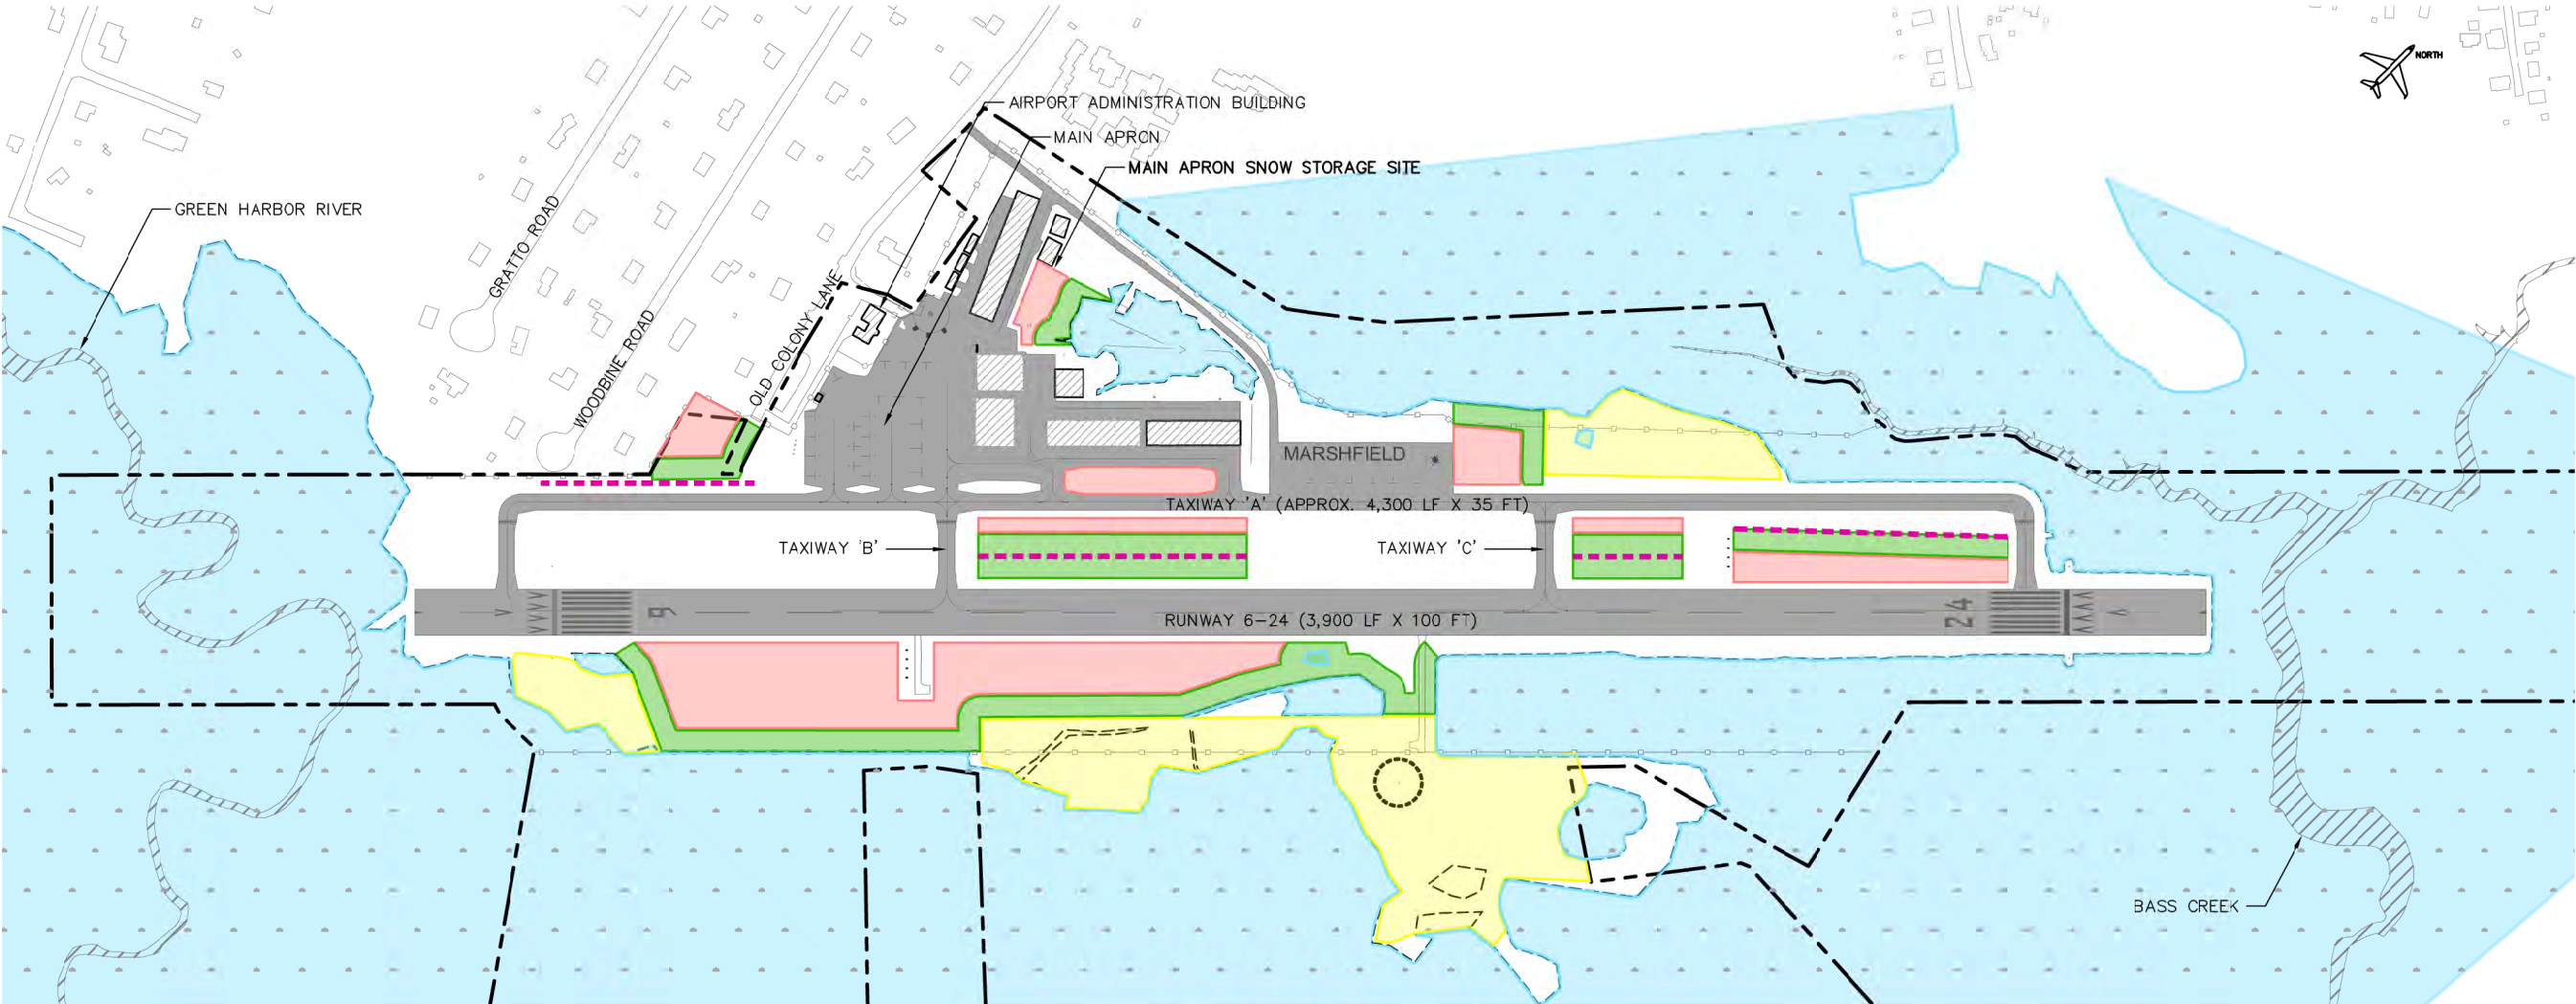 NORTH
AIRPORT ADMINISTRATION BUILDING
MAIN APRON
MAIN APRON SNOW STORAGE SITE
GREEN HARBOR RIVER
GRATTO ROAD
WOODBINE ROAD
OLD COLONY LANE
MARSHFIELD
TAXIWAY 'A' (APPROX. 4,300 LF X 35 FT)
TAXIWAY 'B'
TAXIWAY 'C'
6
RUNWAY 6-24 (3,900 LF X 100 FT)
24
BASS CREEK